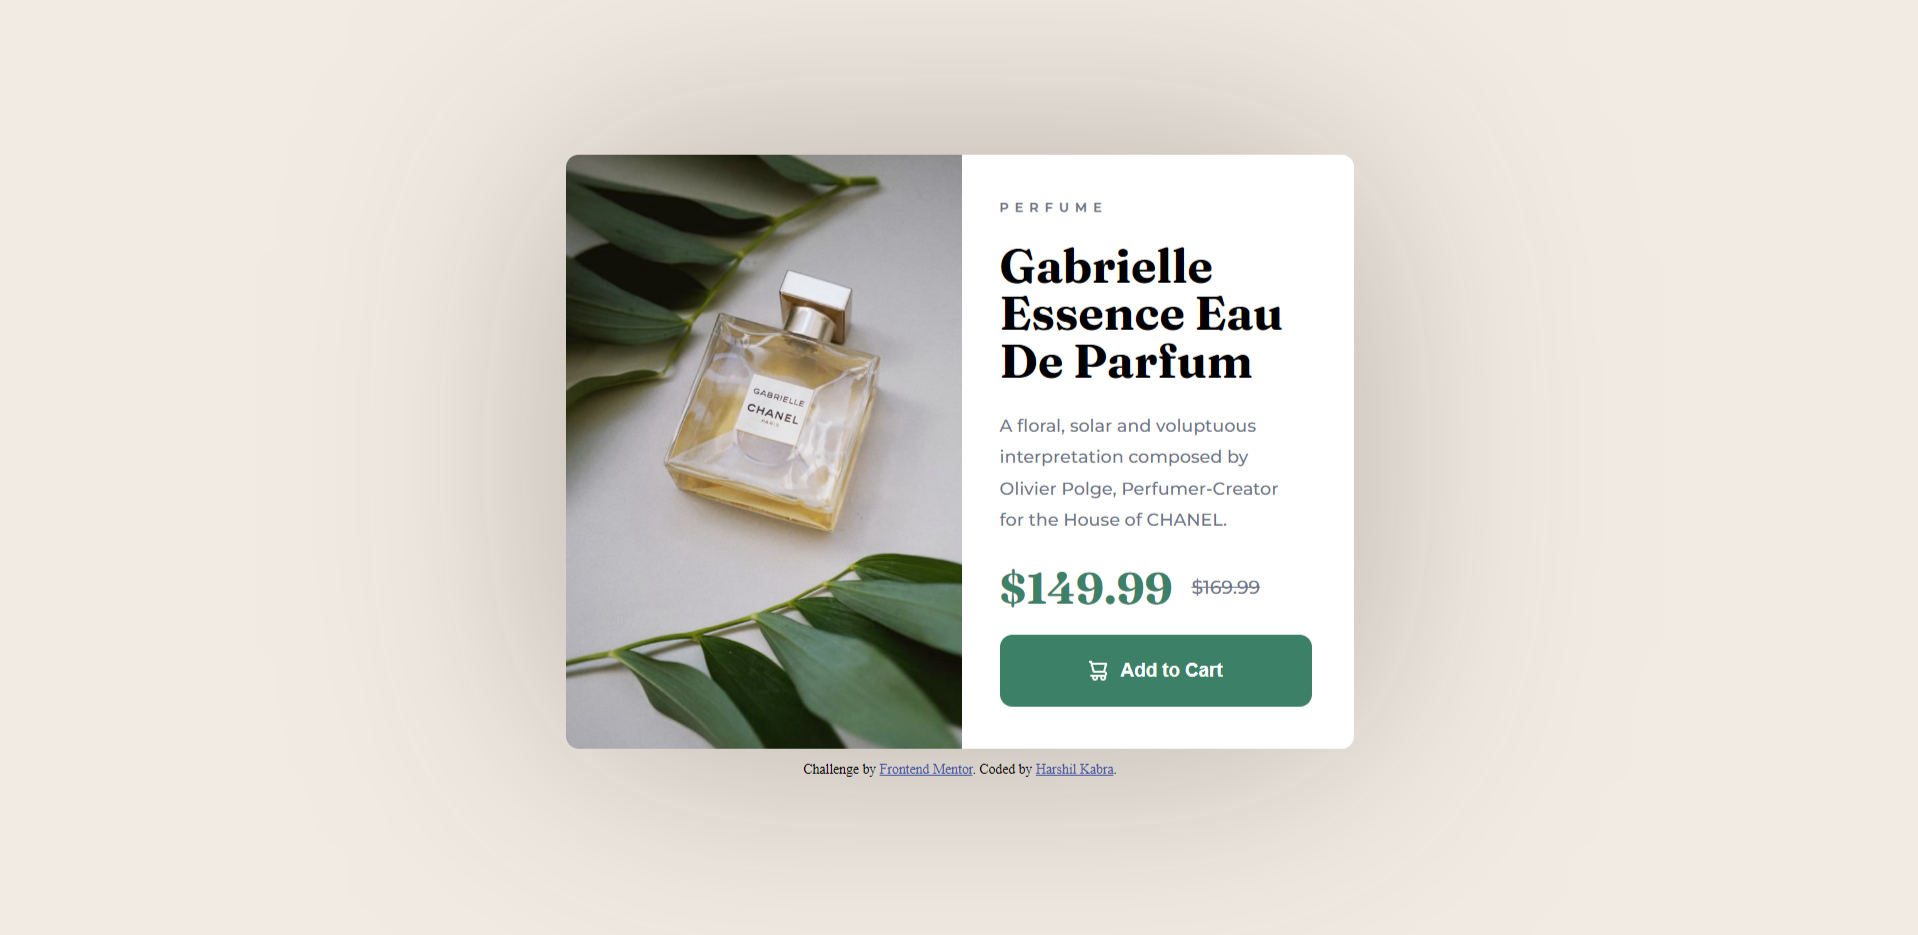 GABRIELLE
CHANEL
PARIS
PERFUME
Gabrielle
Essence Eau
De Parfum
A floral, solar and voluptuous
interpretation composed by
Olivier Polge, Perfumer-Creator
for the House of CHANEL.
$149.99 $169.99
Add to Cart
Challenge by Frontend Mentor. Coded by Harshil Kabra.